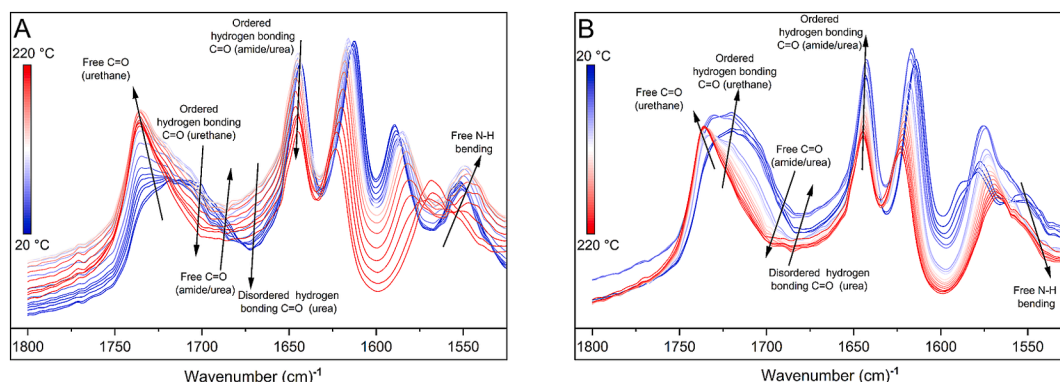 A
220 °C
20 °C
Free C=O
(urethane)
Ordered
hydrogen bonding
C=O (urethane)
Ordered
hydrogen bonding
C=O (amide/urea)
Free N-H
bending
Free C=O
(amide/urea)
Disordered hydrogen
bonding C=O (urea)
1800 1750 1700 1650 1600 1550
Wavenumber (cm)-1
B
20 °C
220 °C
Free C=O
(urethane)
Ordered
hydrogen bonding
C=O (urethane)
Ordered
hydrogen bonding
C=O (amide/urea)
Free C=O
(amide/urea)
Disordered hydrogen
bonding C=O (urea)
Free N-H
bending
1800 1750 1700 1650 1600 1550
Wavenumber (cm)-1